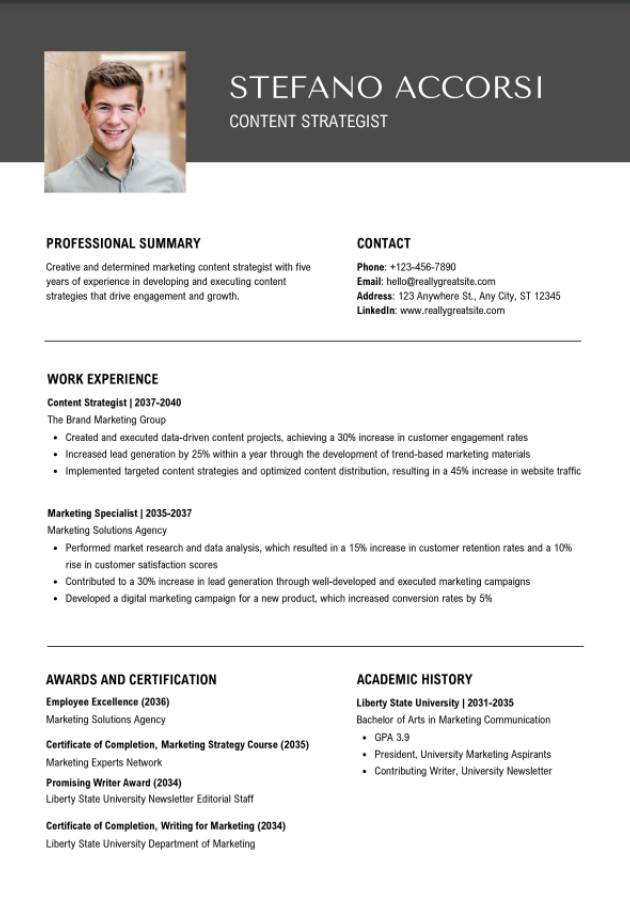 STEFANO ACCORSI
CONTENT STRATEGIST
PROFESSIONAL SUMMARY
Creative and determined marketing content strategist with five
years of experience in developing and executing content
strategies that drive engagement and growth.
CONTACT
Phone: +123-456-7890
Email: hello@reallygreatsite.com
Address: 123 Anywhere St., Any City, ST 12345
LinkedIn: www.reallygreatsite.com
WORK EXPERIENCE
Content Strategist | 2037-2040
The Brand Marketing Group
• Created and executed data-driven content projects, achieving a 30% increase in customer engagement rates
• Increased lead generation by 25% within a year through the development of trend-based marketing materials
• Implemented targeted content strategies and optimized content distribution, resulting in a 45% increase in website traffic
Marketing Specialist | 2035-2037
Marketing Solutions Agency
• Performed market research and data analysis, which resulted in a 15% increase in customer retention rates and a 10%
rise in customer satisfaction scores
• Contributed to a 30% increase in lead generation through well-developed and executed marketing campaigns
• Developed a digital marketing campaign for a new product, which increased conversion rates by 5%
AWARDS AND CERTIFICATION
Employee Excellence (2036)
Marketing Solutions Agency
Certificate of Completion, Marketing Strategy Course (2035)
Marketing Experts Network
Promising Writer Award (2034)
Liberty State University Newsletter Editorial Staff
Certificate of Completion, Writing for Marketing (2034)
Liberty State University Department of Marketing
ACADEMIC HISTORY
Liberty State University | 2031-2035
Bachelor of Arts in Marketing Communication
• GPA 3.9
• President, University Marketing Aspirants
• Contributing Writer, University Newsletter